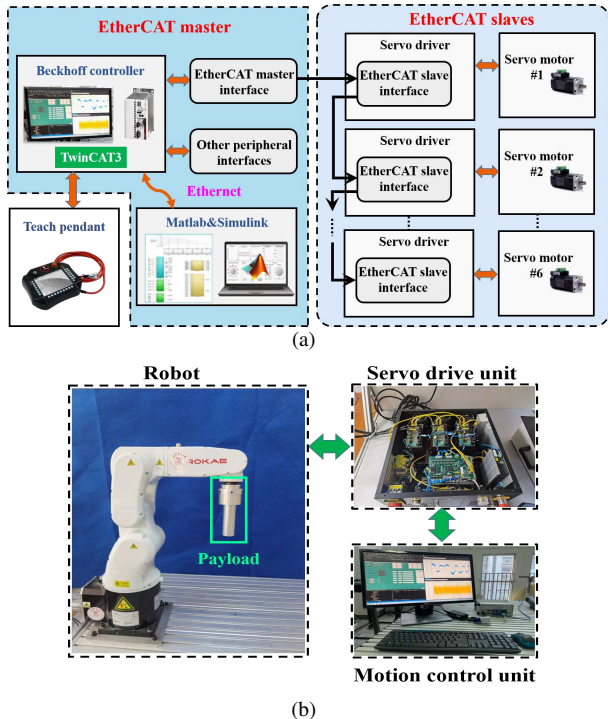 EtherCAT master
Beckhoff controller
TwinCAT3
EtherCAT master
interface
Other peripheral
interfaces
Ethernet
Teach pendant
Matlab&Simulink
EtherCAT slaves
Servo driver
EtherCAT slave
interface
Servo motor
#1
Servo driver
EtherCAT slave
interface
Servo motor
#2
Servo driver
EtherCAT slave
interface
Servo motor
#6
(a)
Robot
ROKAE
Payload
Servo drive unit
Motion control unit
(b)